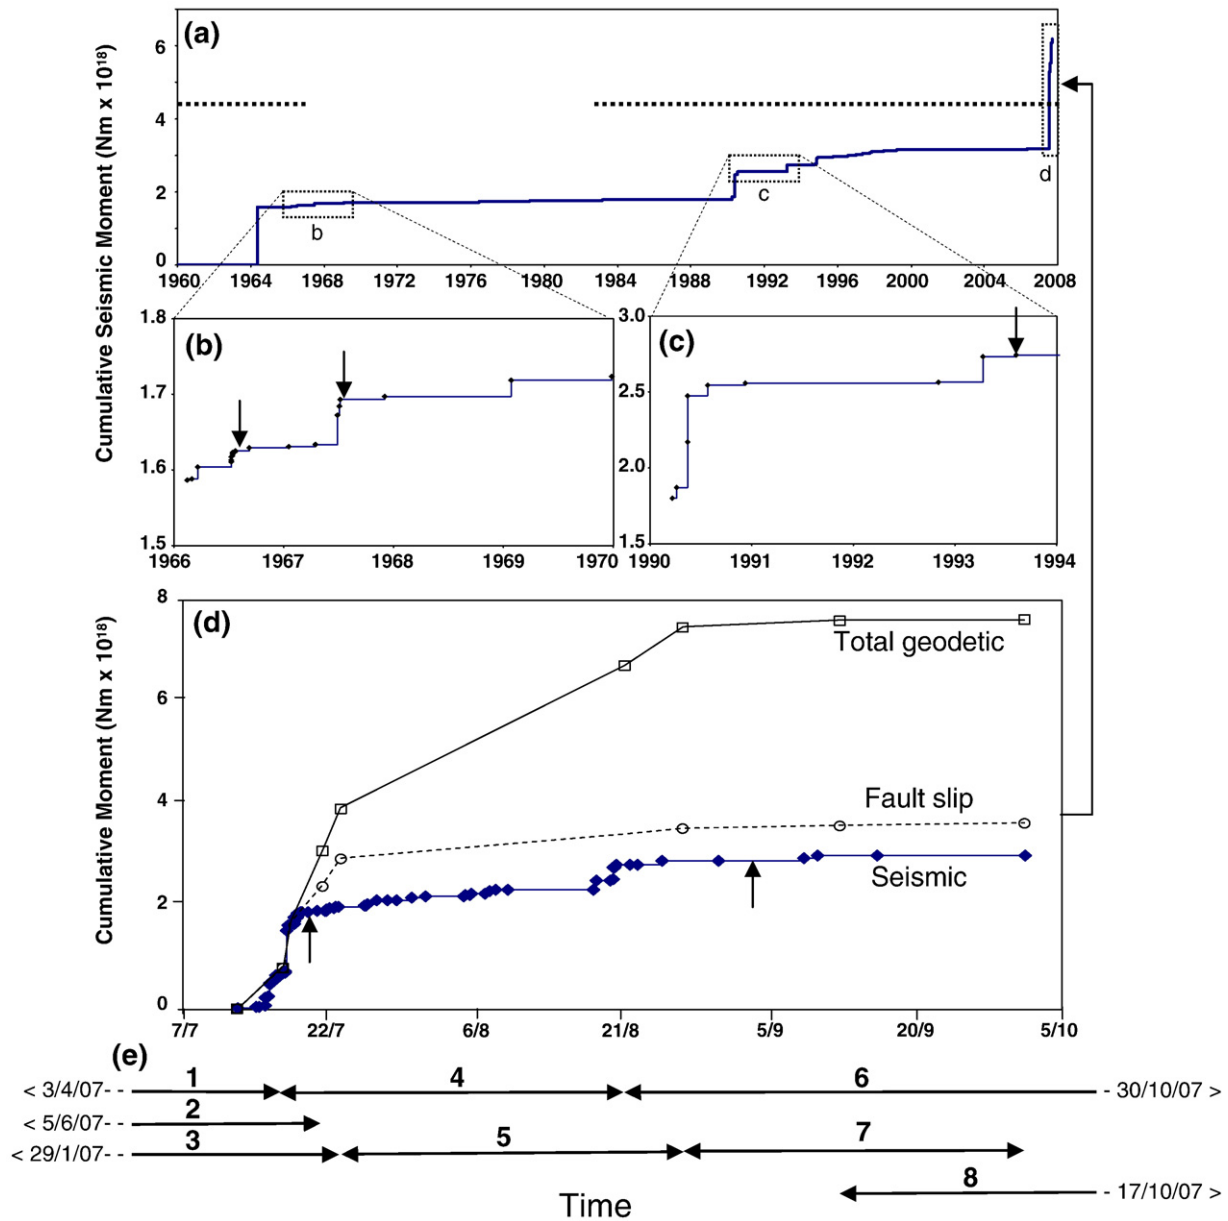 Cumulative Seismic Moment (Nm x 10¹⁸)
(a)
6
4
2
0
b
c
d
1960 1964 1968 1972 1976 1980 1984 1988 1992 1996 2000 2004 2008
(b)
1.8
1.7
1.6
1.5
1966 1967 1968 1969 1970
(c)
3.0
2.5
2.0
1.5
1990 1991 1992 1993 1994
Cumulative Moment (Nm x 10¹⁸)
(d)
8
6
4
2
0
Total geodetic
Fault slip
Seismic
7/7 22/7 6/8 21/8 5/9 20/9 5/10
(e)
< 3/4/07- - 1 4 6 - 30/10/07 >
< 5/6/07- - 2
< 29/1/07- - 3 5 7
8 - 17/10/07 >
Time